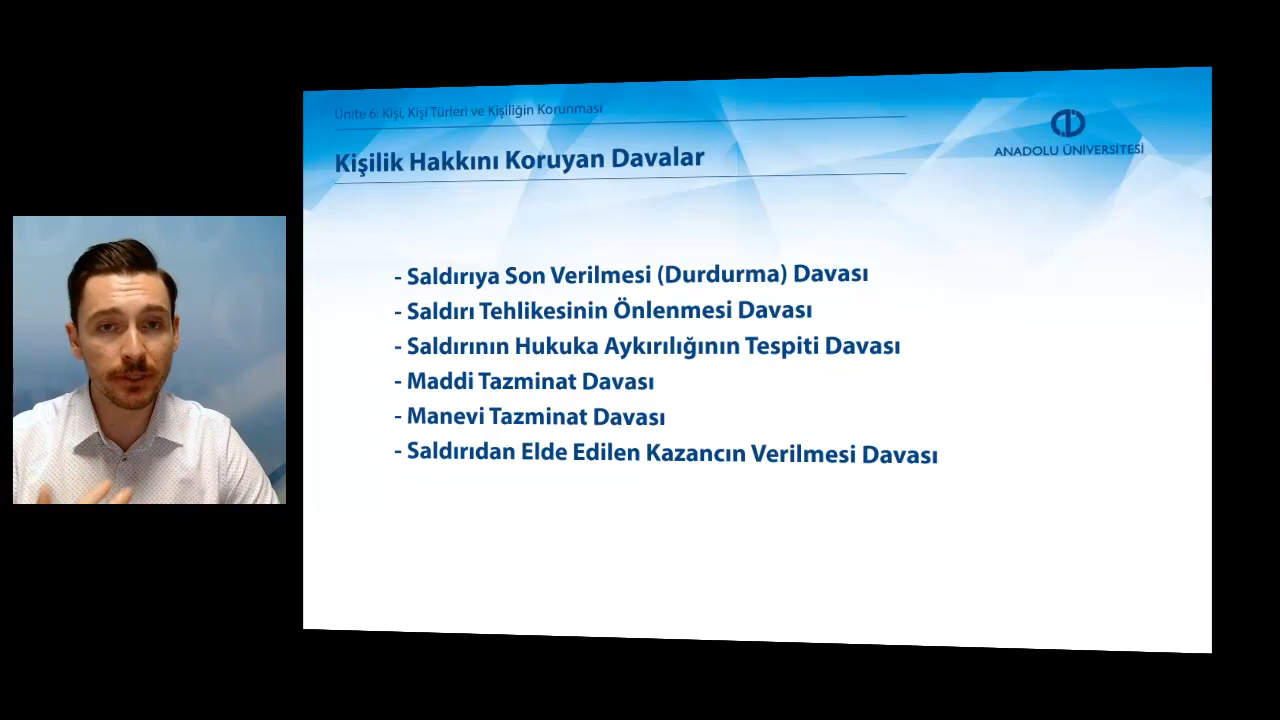 Ünite 6: Kişi, Kişi Türleri ve Kişiliğin Korunması
Kişilik Hakkını Koruyan Davalar
ANADOLU ÜNİVERSİTESİ
- Saldırıya Son Verilmesi (Durdurma) Davası
- Saldırı Tehlikesinin Önlenmesi Davası
- Saldırının Hukuka Aykırılığının Tespiti Davası
- Maddi Tazminat Davası
- Manevi Tazminat Davası
- Saldırıdan Elde Edilen Kazancın Verilmesi Davası